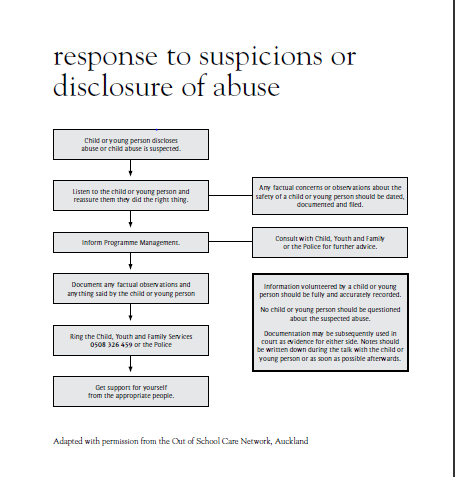 response to suspicions or
disclosure of abuse
Child or young person discloses
abuse or child abuse is suspected.
Listen to the child or young person and
reassure them they did the right thing.
Any factual concerns or observations about the
safety of a child or young person should be dated,
documented and filed.
Inform Programme Management.
Consult with Child, Youth and Family
or the Police for further advice.
Document any factual observations and
anything said by the child or young person
Information volunteered by a child or young
person should be fully and accurately recorded.
No child or young person should be questioned
about the suspected abuse.
Documentation may be subsequently used in
court as evidence for either side. Notes should
be written down during the talk with the child or
young person or as soon as possible afterwards.
Ring the Child, Youth and Family Services
0508 326 459 or the Police
Get support for yourself
from the appropriate people.
Adapted with permission from the Out of School Care Network, Auckland